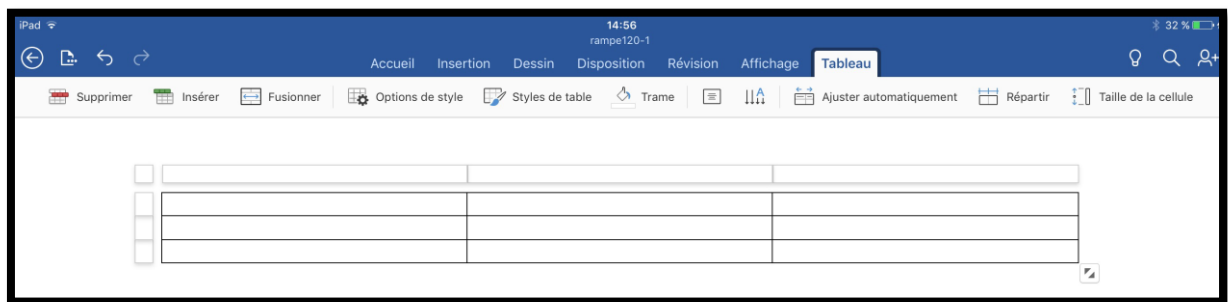 iPad 14:56 32 %
rampe120-1
Accueil Insertion Dessin Disposition Révision Affichage Tableau
Supprimer Insérer Fusionner Options de style Styles de table Trame Ajuster automatiquement Répartir Taille de la cellule